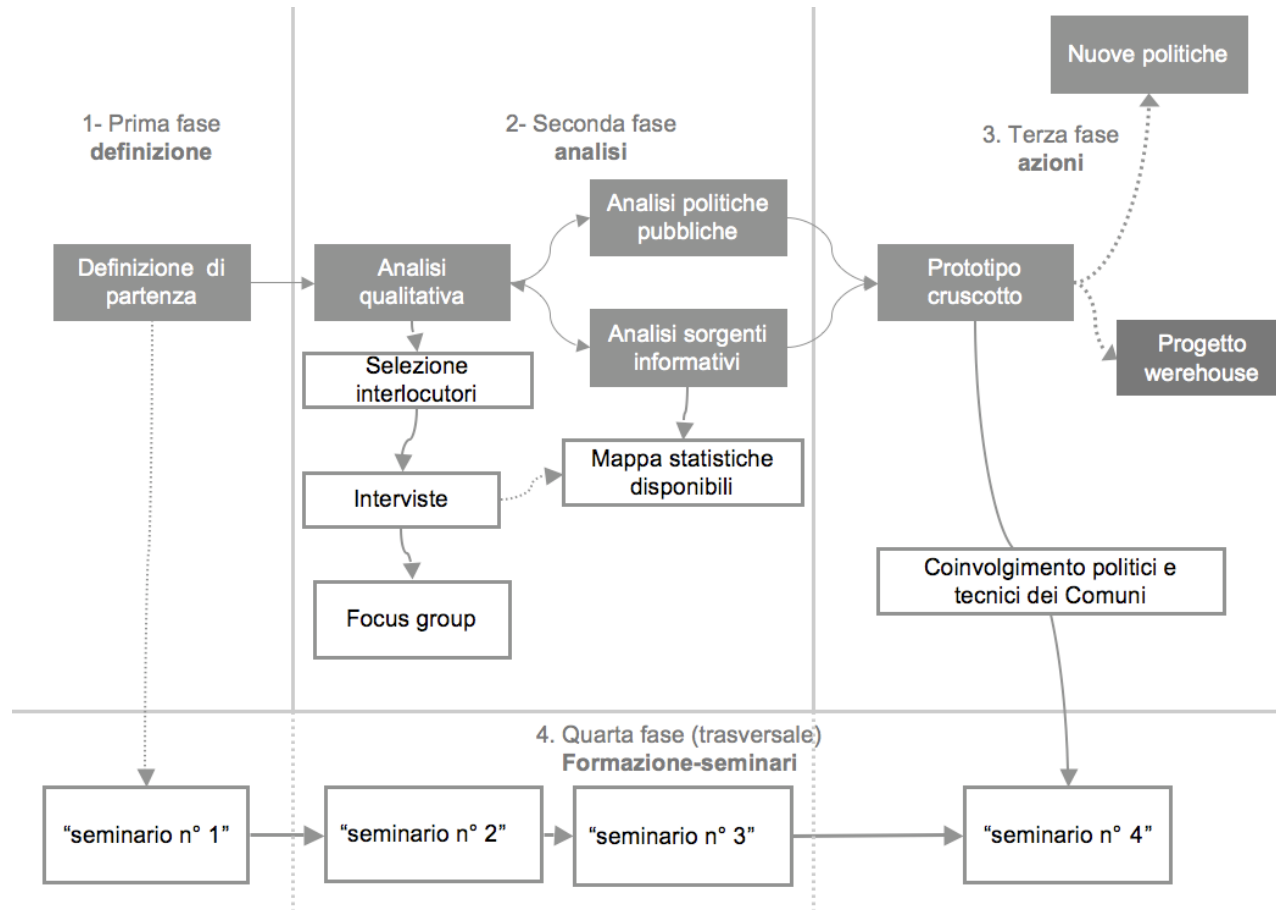 Nuove politiche
1- Prima fase
definizione
2- Seconda fase
analisi
3. Terza fase
azioni
Definizione di
partenza
Analisi
qualitativa
Analisi politiche
pubbliche
Analisi sorgenti
informativi
Prototipo
cruscotto
Progetto
werehouse
Selezione
interlocutori
Interviste
Mappa statistiche
disponibili
Focus group
Coinvolgimento politici e
tecnici dei Comuni
4. Quarta fase (trasversale)
Formazione-seminari
“seminario n° 1”
“seminario n° 2”
“seminario n° 3”
“seminario n° 4”